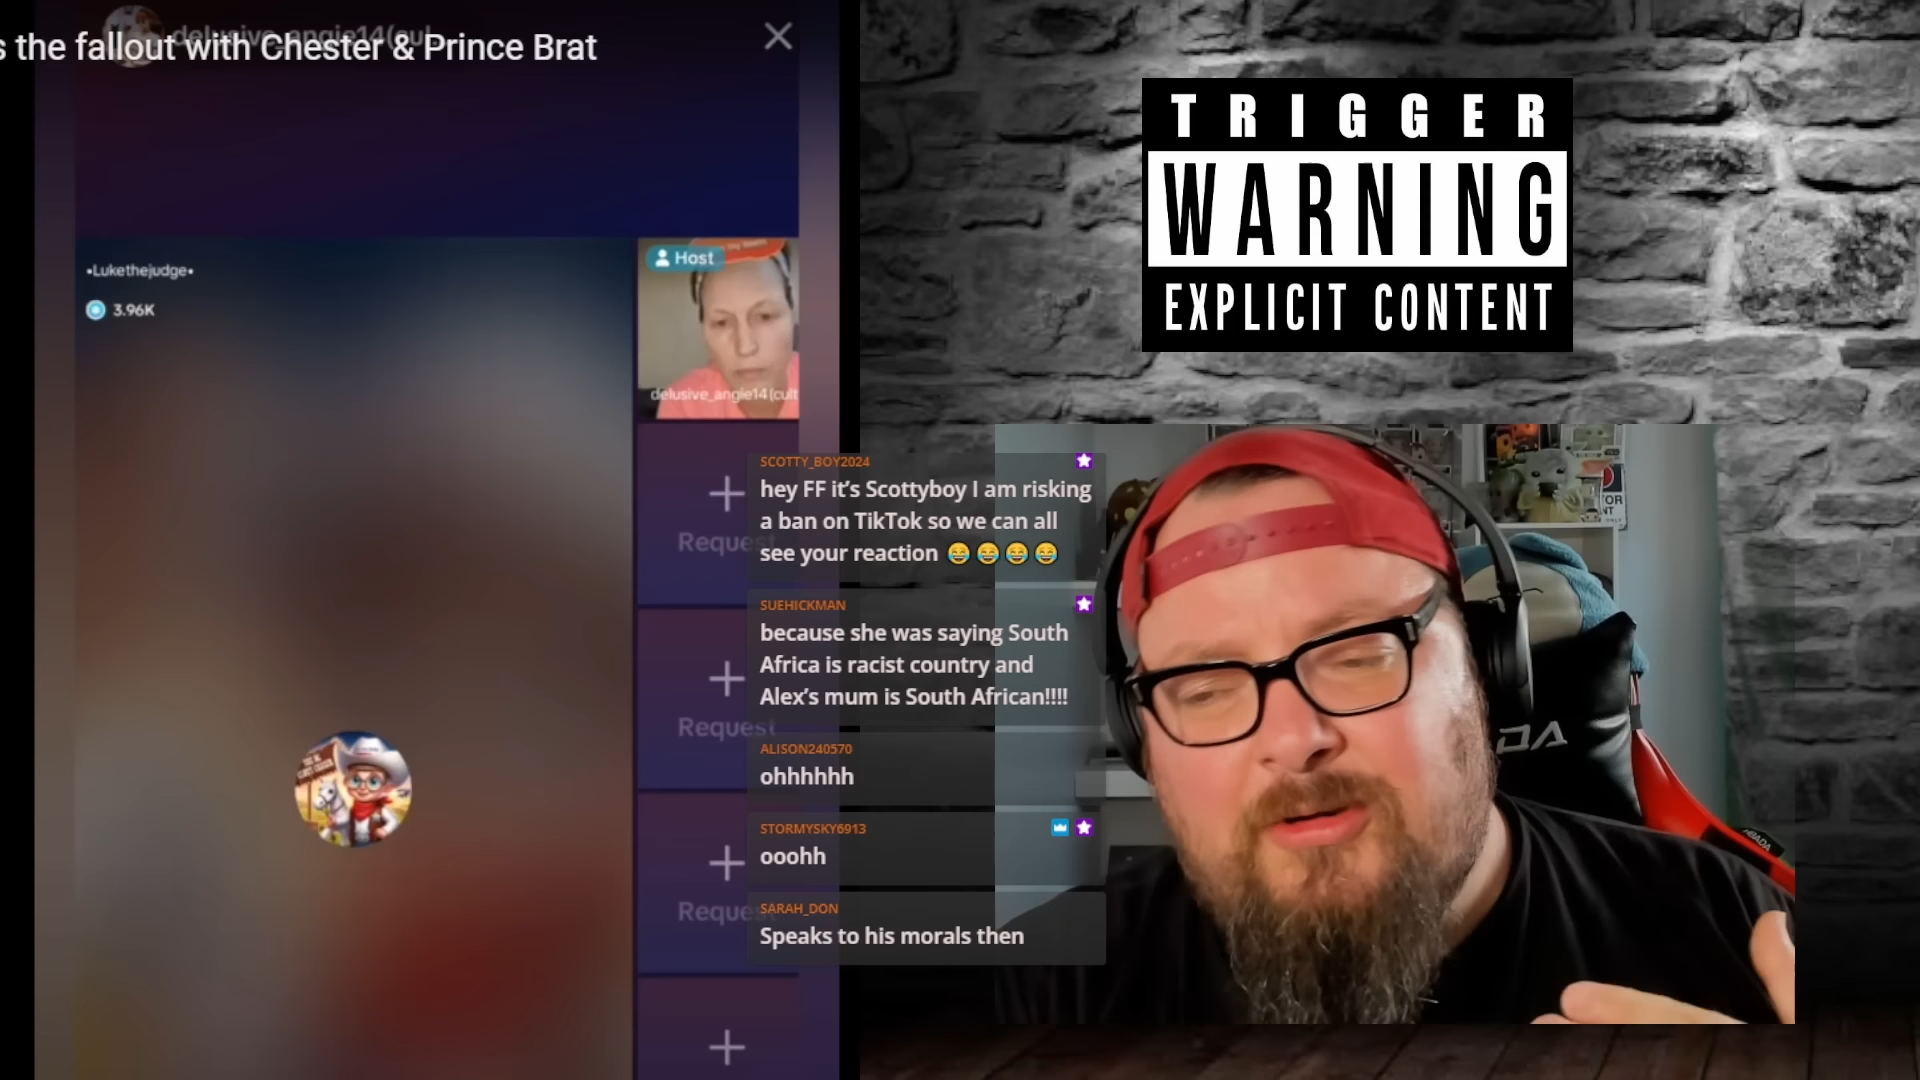 s the fallout with Chester & Prince Brat
•Lukethejudge•
3.96K
Host
delusive_angie14(cult
Request
Request
Request
SCOTTY_BOY2024
hey FF it’s Scottyboy I am risking
a ban on TikTok so we can all
see your reaction 😂 😂 😂 😂
SUEHICKMAN
because she was saying South
Africa is racist country and
Alex’s mum is South African!!!!
ALISON240570
ohhhhhh
STORMYSKY6913
ooohh
SARAH_DON
Speaks to his morals then
TRIGGER
WARNING
EXPLICIT CONTENT